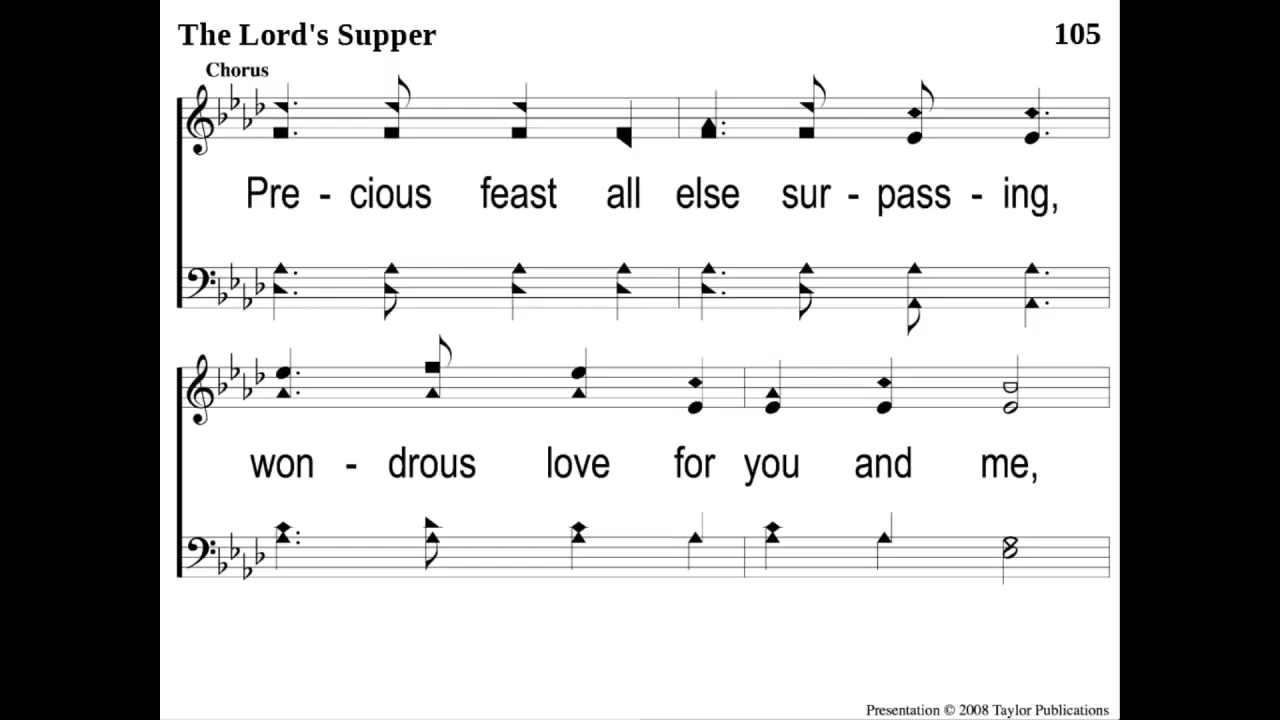 The Lord's Supper 105
Chorus
Pre - cious feast all else sur - pass - ing,
won - drous love for you and me,
Presentation © 2008 Taylor Publications